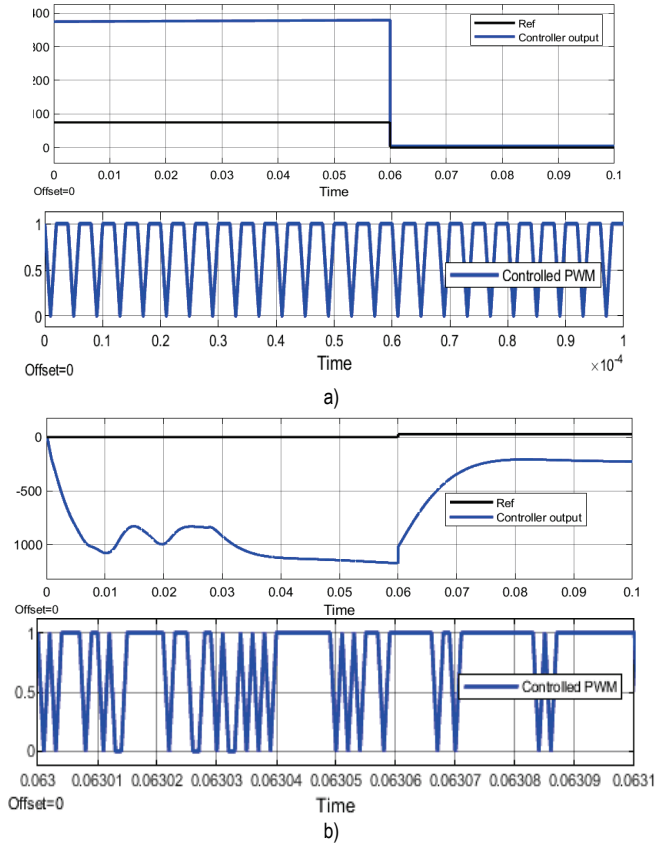 400
300
200
100
0
Ref
Controller output
0 0.01 0.02 0.03 0.04 0.05 0.06 0.07 0.08 0.09 0.1
Offset=0
Time
1
0.5
0
Controlled PWM
0 0.1 0.2 0.3 0.4 0.5 0.6 0.7 0.8 0.9 1
Offset=0
Time
×10-4
a)
0
-500
1000
Ref
Controller output
0 0.01 0.02 0.03 0.04 0.05 0.06 0.07 0.08 0.09 0.1
Offset=0
Time
1
0.5
0
Controlled PWM
0.063 0.06301 0.06302 0.06303 0.06304 0.06305 0.06306 0.06307 0.06308 0.06309 0.0631
Offset=0
Time
b)